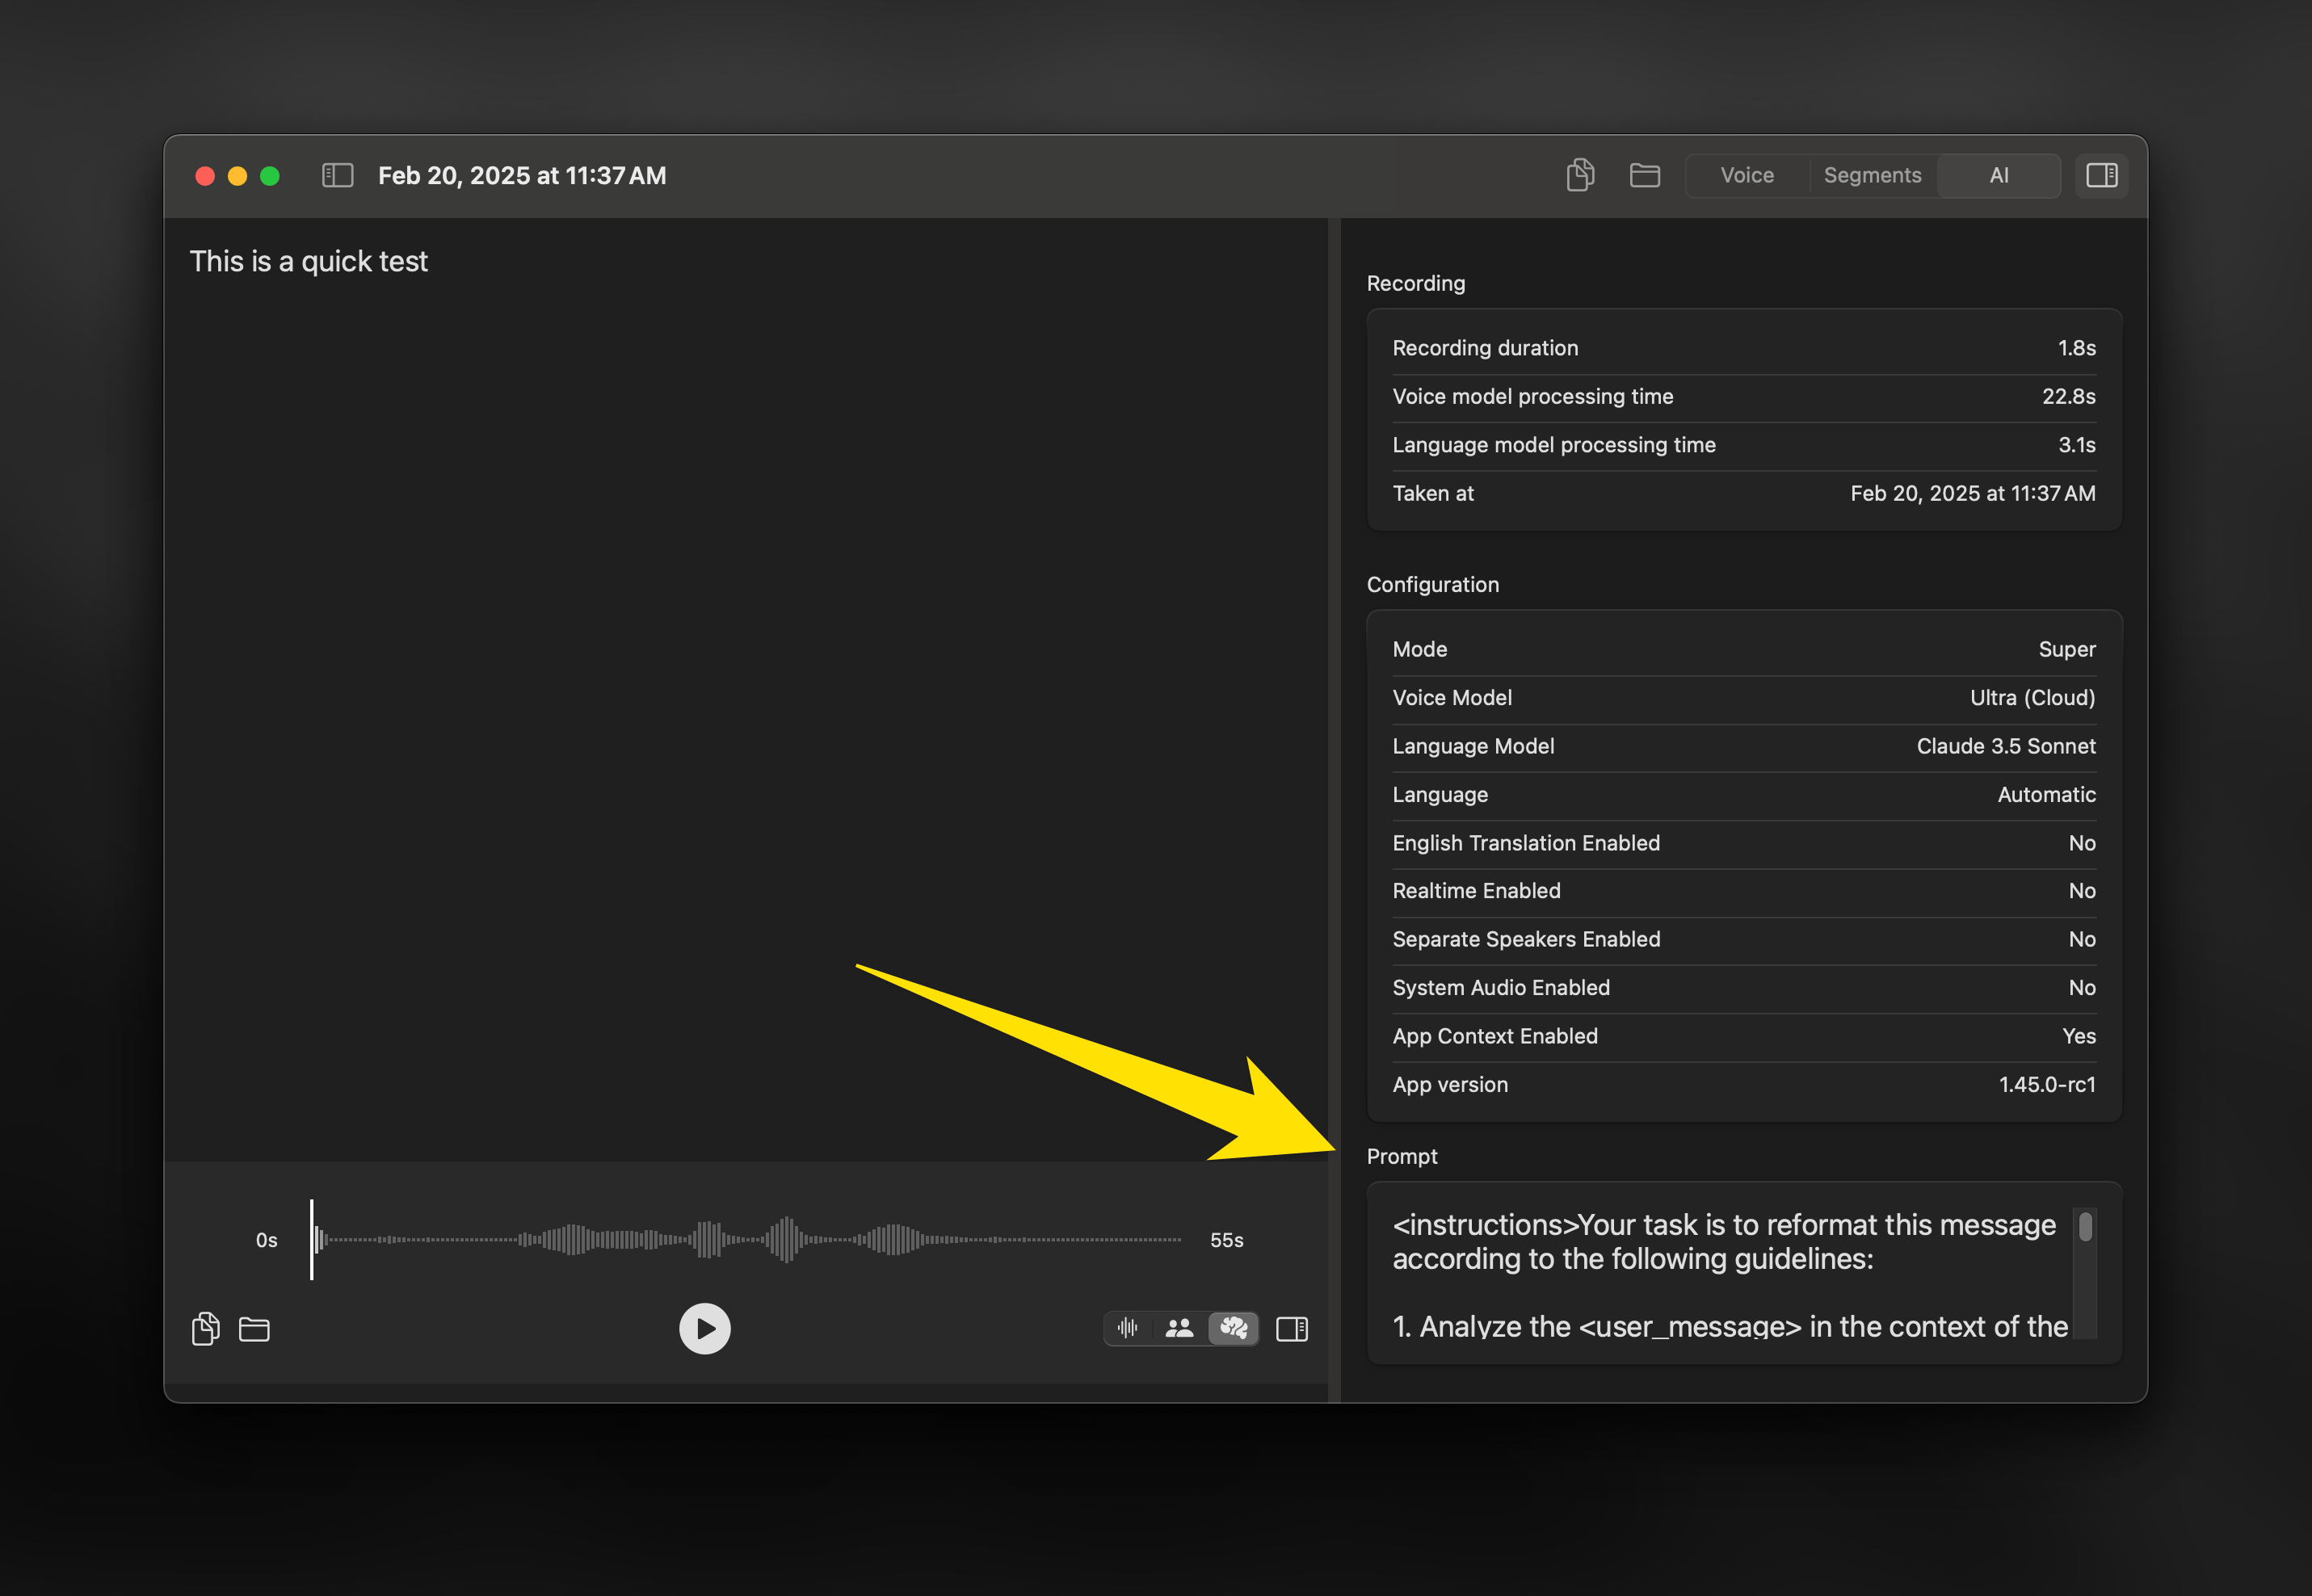 Feb 20, 2025 at 11:37 AM
Voice
Segments
AI
This is a quick test
0s
55s
Recording
Recording duration 1.8s
Voice model processing time 22.8s
Language model processing time 3.1s
Taken at Feb 20, 2025 at 11:37 AM
Configuration
Mode Super
Voice Model Ultra (Cloud)
Language Model Claude 3.5 Sonnet
Language Automatic
English Translation Enabled No
Realtime Enabled No
Separate Speakers Enabled No
System Audio Enabled No
App Context Enabled Yes
App version 1.45.0-rc1
Prompt
<instructions>Your task is to reformat this message
according to the following guidelines:
1. Analyze the <user_message> in the context of the